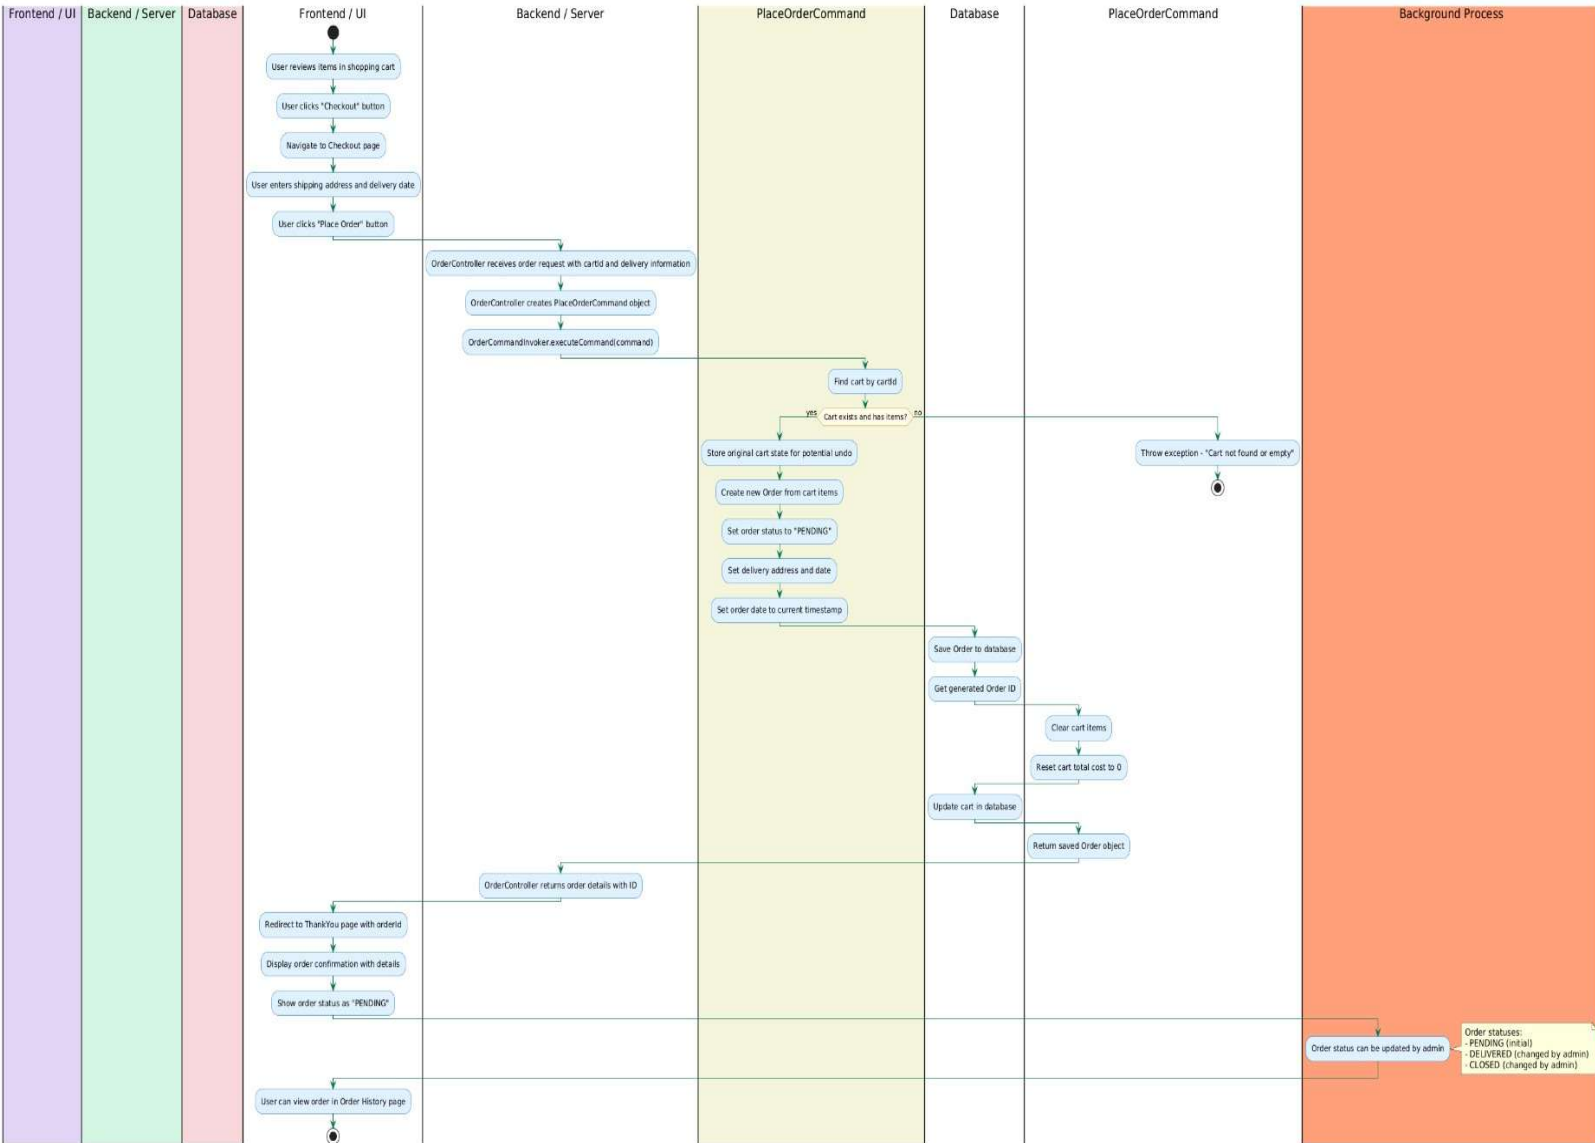 Frontend / UI
Backend / Server
Database
Frontend / UI
Backend / Server
PlaceOrderCommand
Database
PlaceOrderCommand
Background Process
User reviews items in shopping cart
User clicks "Checkout" button
Navigate to Checkout page
User enters shipping address and delivery date
User clicks "Place Order" button
OrderController receives order request with cartId and delivery information
OrderController creates PlaceOrderCommand object
OrderCommandInvoker.executeCommand(command)
Find cart by cartId
yes
Cart exists and has items?
no
Store original cart state for potential undo
Throw exception - "Cart not found or empty"
Create new Order from cart items
Set order status to "PENDING"
Set delivery address and date
Set order date to current timestamp
Save Order to database
Get generated Order ID
Clear cart items
Reset cart total cost to 0
Update cart in database
Return saved Order object
OrderController returns order details with ID
Redirect to ThankYou page with orderId
Display order confirmation with details
Show order status as "PENDING"
Order status can be updated by admin
Order statuses:
- PENDING (initial)
- DELIVERED (changed by admin)
- CLOSED (changed by admin)
User can view order in Order History page